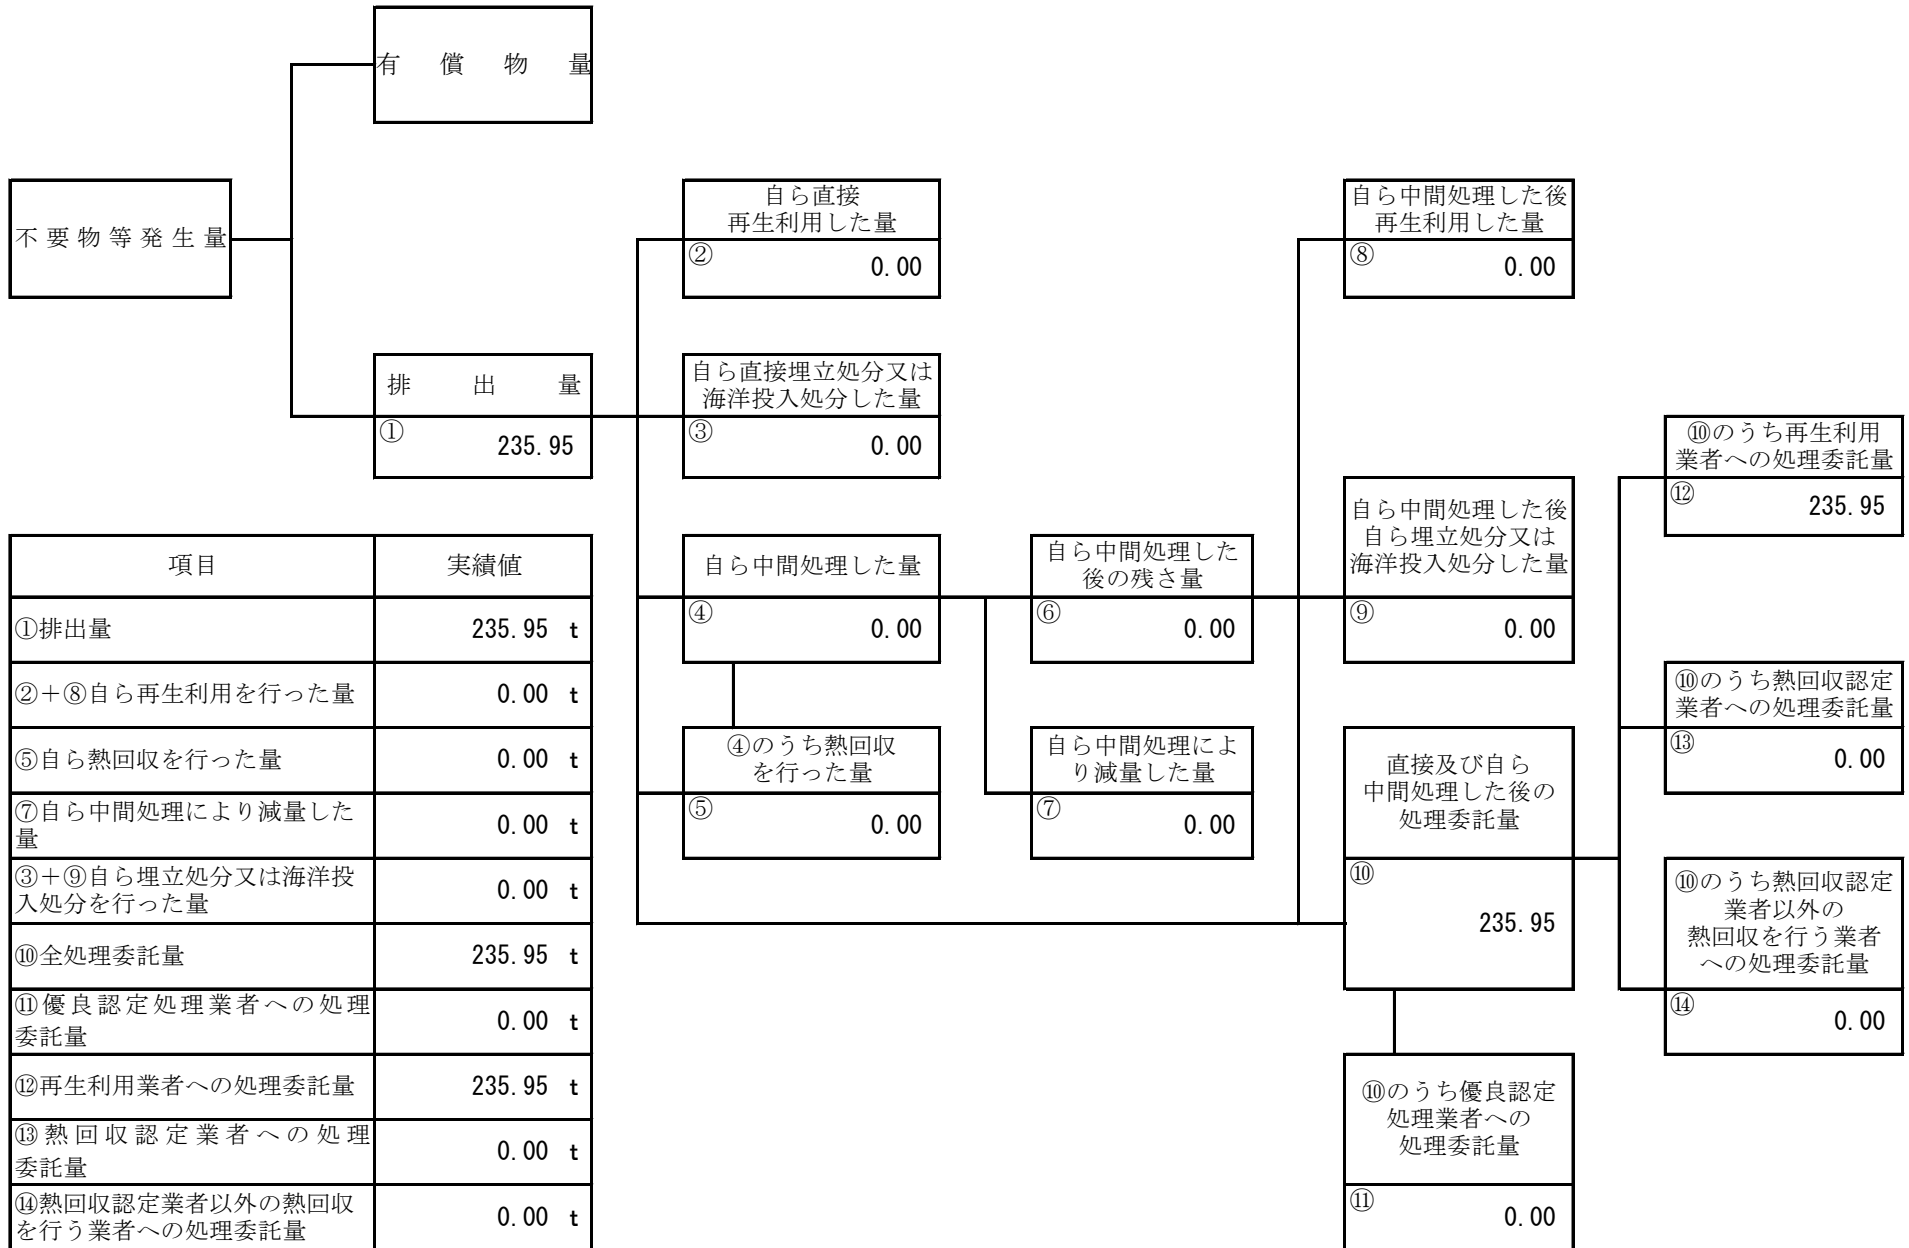 有償物量
不要物等発生量
自ら直接
再生利用した量
②
0.00
自ら中間処理した後
再生利用した量
⑧
0.00
排出量
①
235.95
自ら直接埋立処分又は
海洋投入処分した量
③
0.00
⑩のうち再生利用
業者への処理委託量
⑫
235.95
自ら中間処理した量
④
0.00
自ら中間処理した
後の残さ量
⑥
0.00
自ら中間処理した後
自ら埋立処分又は
海洋投入処分した量
⑨
0.00
⑩のうち熱回収認定
業者への処理委託量
⑬
0.00
④のうち熱回収
を行った量
⑤
0.00
自ら中間処理によ
り減量した量
⑦
0.00
直接及び自ら
中間処理した後の
処理委託量
⑩
235.95
⑩のうち熱回収認定
業者以外の
熱回収を行う業者
への処理委託量
⑭
0.00
⑩のうち優良認定
処理業者への
処理委託量
⑪
0.00
項目 実績値
①排出量 235.95 t
②＋⑧自ら再生利用を行った量 0.00 t
⑤自ら熱回収を行った量 0.00 t
⑦自ら中間処理により減量した
量 0.00 t
③＋⑨自ら埋立処分又は海洋投
入処分を行った量 0.00 t
⑩全処理委託量 235.95 t
⑪優良認定処理業者への処理
委託量 0.00 t
⑫再生利用業者への処理委託量 235.95 t
⑬熱回収認定業者への処理
委託量 0.00 t
⑭熱回収認定業者以外の熱回収
を行う業者への処理委託量 0.00 t